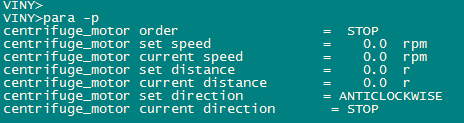 VINY>
VINY>para -p
centrifuge_motor order                    =   STOP
centrifuge_motor set speed                =     0.0  rpm
centrifuge_motor current speed            =     0.0  rpm
centrifuge_motor set distance             =     0.0  r
centrifuge_motor current distance         =     0.0  r
centrifuge_motor set direction            = ANTICLOCKWISE
centrifuge_motor current direction         = STOP